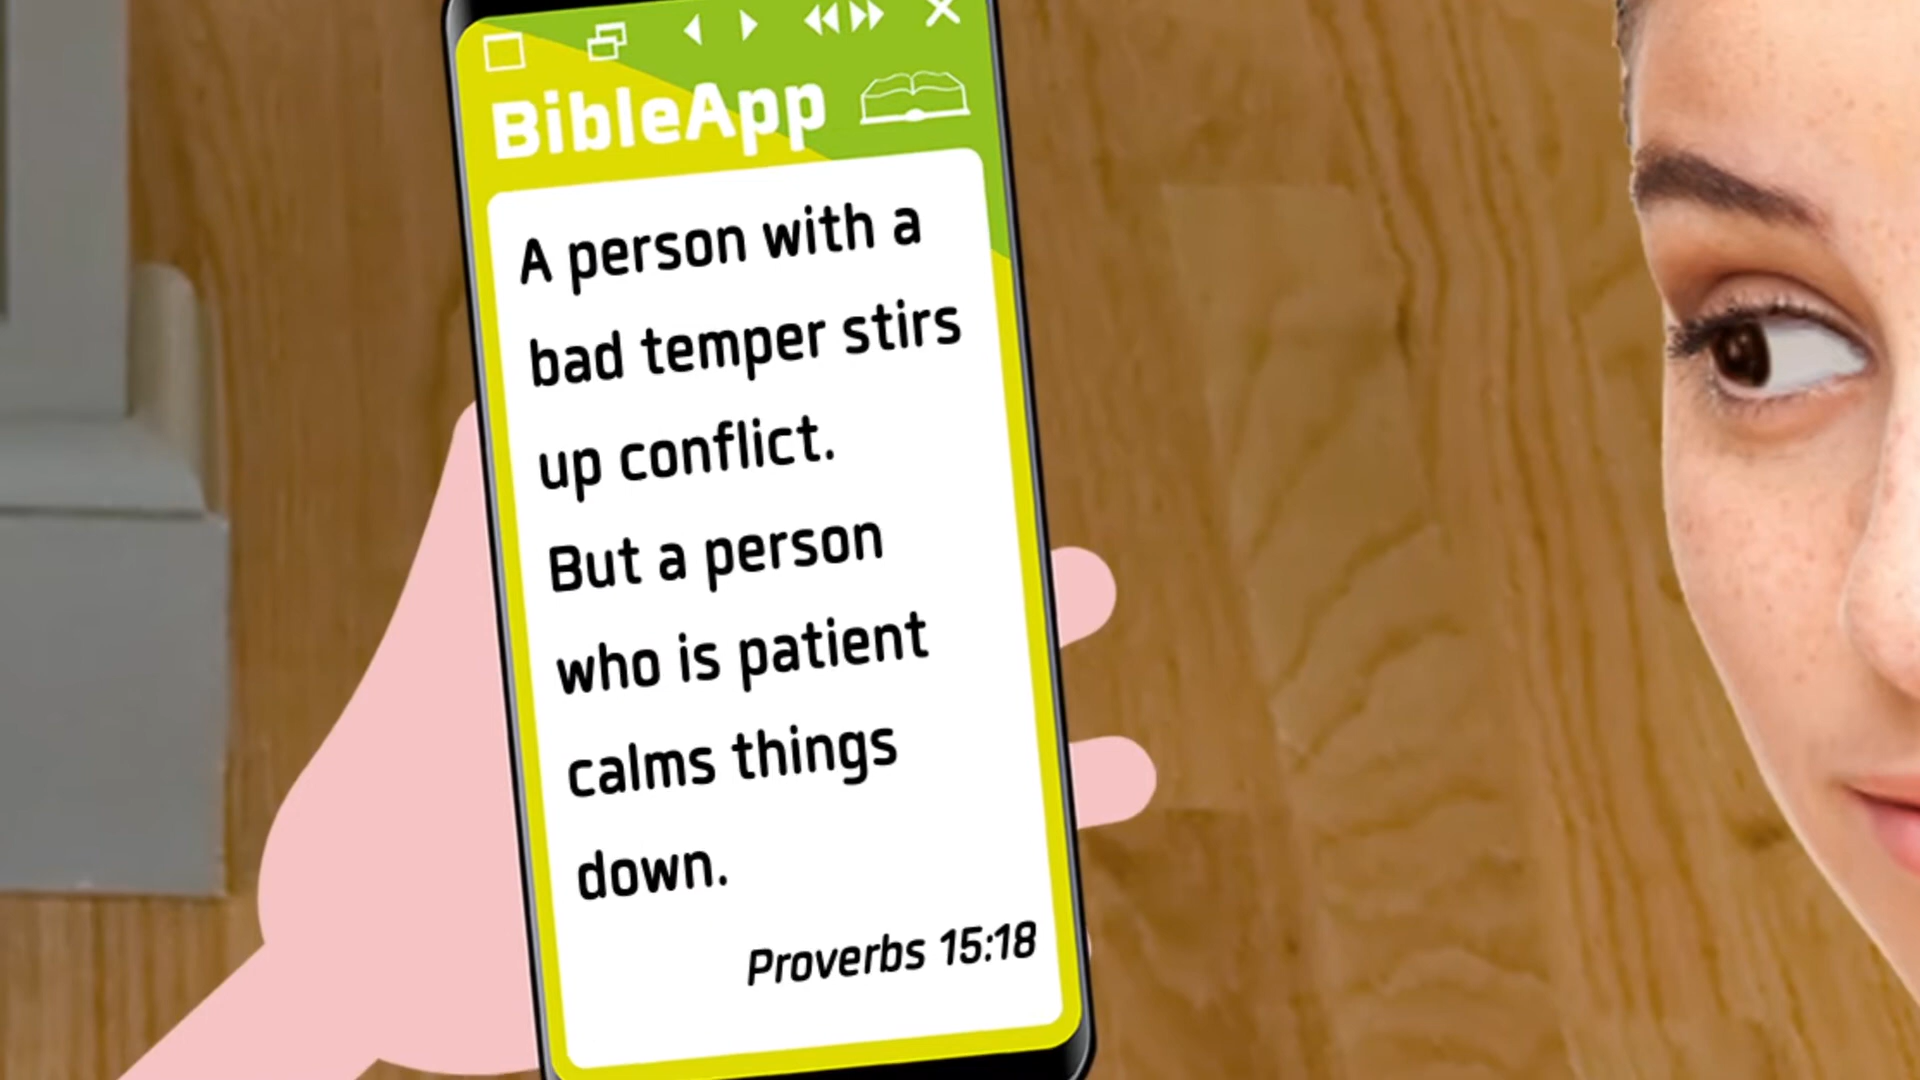 BibleApp
A person with a
bad temper stirs
up conflict.
But a person
who is patient
calms things
down.
Proverbs 15:18